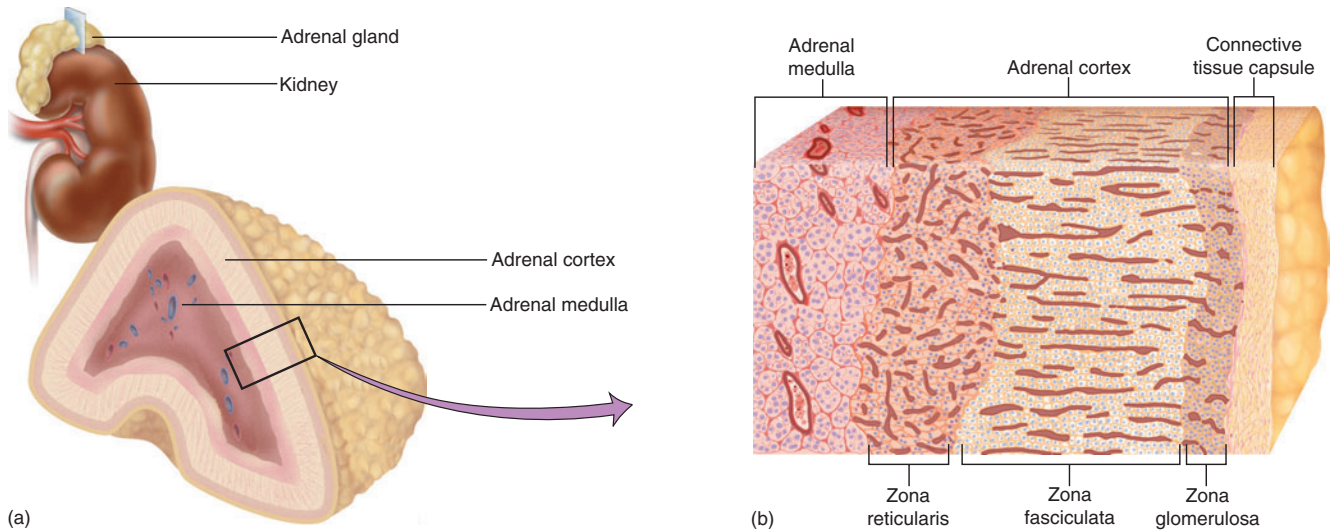 Adrenal gland
Kidney
Adrenal cortex
Adrenal medulla
(a)
Adrenal
medulla
Adrenal cortex
Connective
tissue capsule
Zona
reticularis
Zona
fasciculata
Zona
glomerulosa
(b)